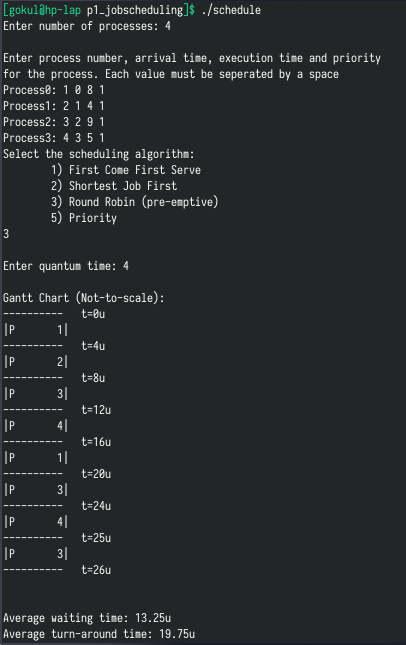 [gokul@hp-lap p1_jobscheduling]$ ./schedule
Enter number of processes: 4

Enter process number, arrival time, execution time and priority
for the process. Each value must be seperated by a space
Process0: 1 0 8 1
Process1: 2 1 4 1
Process2: 3 2 9 1
Process3: 4 3 5 1
Select the scheduling algorithm:
        1) First Come First Serve
        2) Shortest Job First
        3) Round Robin (pre-emptive)
        5) Priority
3

Enter quantum time: 4

Gantt Chart (Not-to-scale):
----------   t=0u
|P       1|
----------   t=4u
|P       2|
----------   t=8u
|P       3|
----------   t=12u
|P       4|
----------   t=16u
|P       1|
----------   t=20u
|P       3|
----------   t=24u
|P       4|
----------   t=25u
|P       3|
----------   t=26u

Average waiting time: 13.25u
Average turn-around time: 19.75u